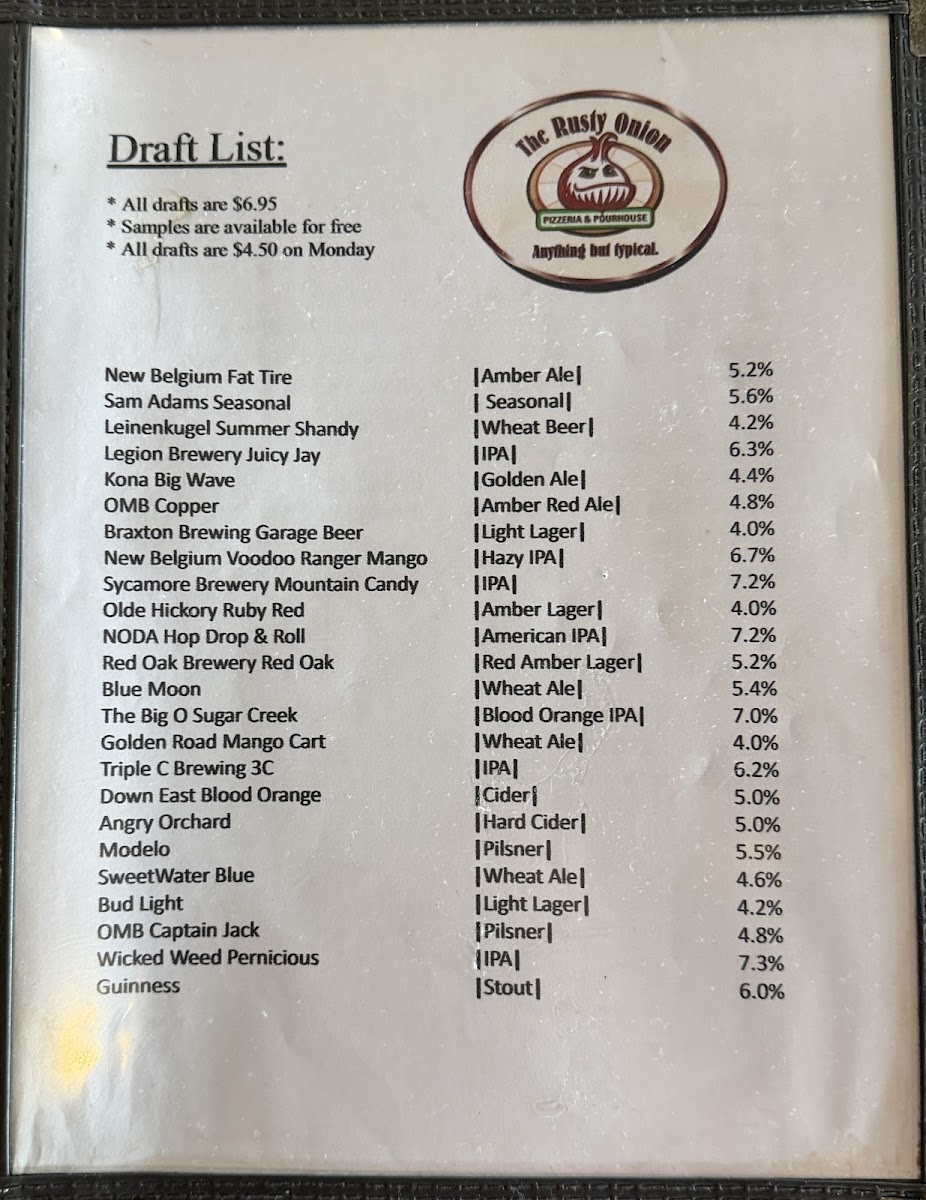 Draft List:
* All drafts are $6.95
* Samples are available for free
* All drafts are $4.50 on Monday
The Rusty Onion
PIZZERIA & POURHOUSE
Anything but typical.
New Belgium Fat Tire |Amber Ale| 5.2%
Sam Adams Seasonal | Seasonal| 5.6%
Leinenkugel Summer Shandy |Wheat Beer| 4.2%
Legion Brewery Juicy Jay |IPA| 6.3%
Kona Big Wave |Golden Ale| 4.4%
OMB Copper |Amber Red Ale| 4.8%
Braxton Brewing Garage Beer |Light Lager| 4.0%
New Belgium Voodoo Ranger Mango |Hazy IPA| 6.7%
Sycamore Brewery Mountain Candy |IPA| 7.2%
Olde Hickory Ruby Red |Amber Lager| 4.0%
NODA Hop Drop & Roll |American IPA| 7.2%
Red Oak Brewery Red Oak |Red Amber Lager| 5.2%
Blue Moon |Wheat Ale| 5.4%
The Big O Sugar Creek |Blood Orange IPA| 7.0%
Golden Road Mango Cart |Wheat Ale| 4.0%
Triple C Brewing 3C |IPA| 6.2%
Down East Blood Orange |Cider| 5.0%
Angry Orchard |Hard Cider| 5.0%
Modelo |Pilsner| 5.5%
SweetWater Blue |Wheat Ale| 4.6%
Bud Light |Light Lager| 4.2%
OMB Captain Jack |Pilsner| 4.8%
Wicked Weed Pernicious |IPA| 7.3%
Guinness |Stout| 6.0%